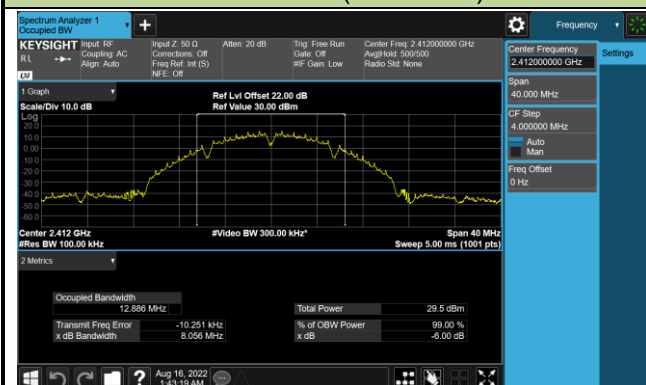 Spectrum Analyzer 1
Occupied BW
Frequency
KEYSIGHT
Input: RF
Input Z: 50 Ω
Atten: 20 dB
Trig: Free Run
Center Freq: 2.412000000 GHz
R L
Coupling: AC
Corrections: Off
Gate: Off
Avg|Hold: 500/500
Align: Auto
Freq Ref: Int (S)
#IF Gain: Low
Radio Std: None
LXI
NFE: Off
Center Frequency
2.412000000 GHz
Settings
Span
40.000 MHz
CF Step
4.000000 MHz
Auto
Man
Freq Offset
0 Hz
1 Graph
Ref Lvl Offset 22.00 dB
Scale/Div 10.0 dB
Ref Value 30.00 dBm
Log
20.0
10.0
0.00
-10.0
-20.0
-30.0
-40.0
-50.0
-60.0
Center 2.412 GHz
#Video BW 300.00 kHz*
Span 40 MHz
#Res BW 100.00 kHz
Sweep 5.00 ms (1001 pts)
2 Metrics
Occupied Bandwidth
12.886 MHz
Total Power
29.5 dBm
Transmit Freq Error
-10.251 kHz
% of OBW Power
99.00 %
x dB Bandwidth
8.056 MHz
x dB
-6.00 dB
?
Aug 16, 2022
1:43:19 AM